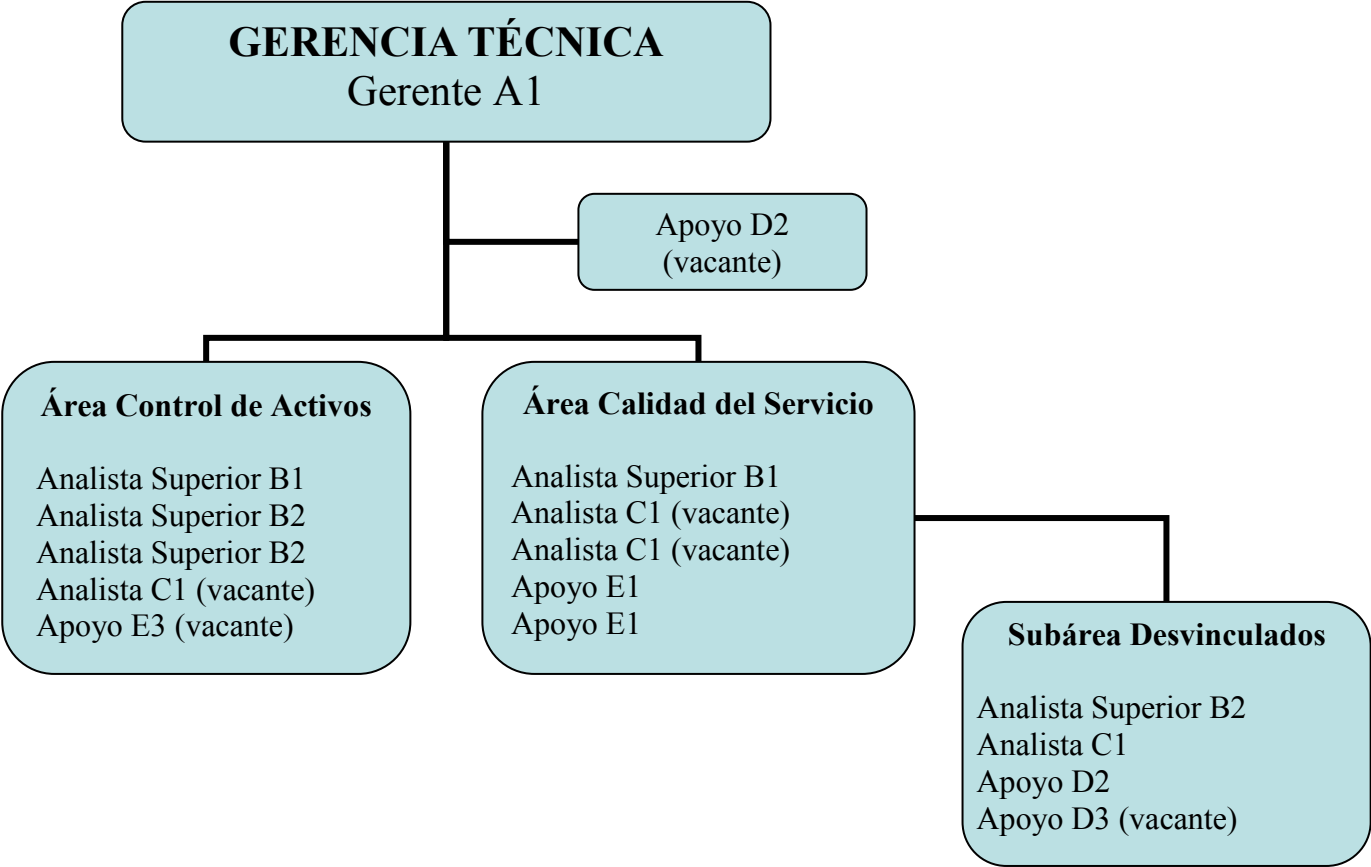 GERENCIA TÉCNICA
Gerente A1
Apoyo D2
(vacante)
Área Control de Activos
Analista Superior B1
Analista Superior B2
Analista Superior B2
Analista C1 (vacante)
Apoyo E3 (vacante)
Área Calidad del Servicio
Analista Superior B1
Analista C1 (vacante)
Analista C1 (vacante)
Apoyo E1
Apoyo E1
Subárea Desvinculados
Analista Superior B2
Analista C1
Apoyo D2
Apoyo D3 (vacante)